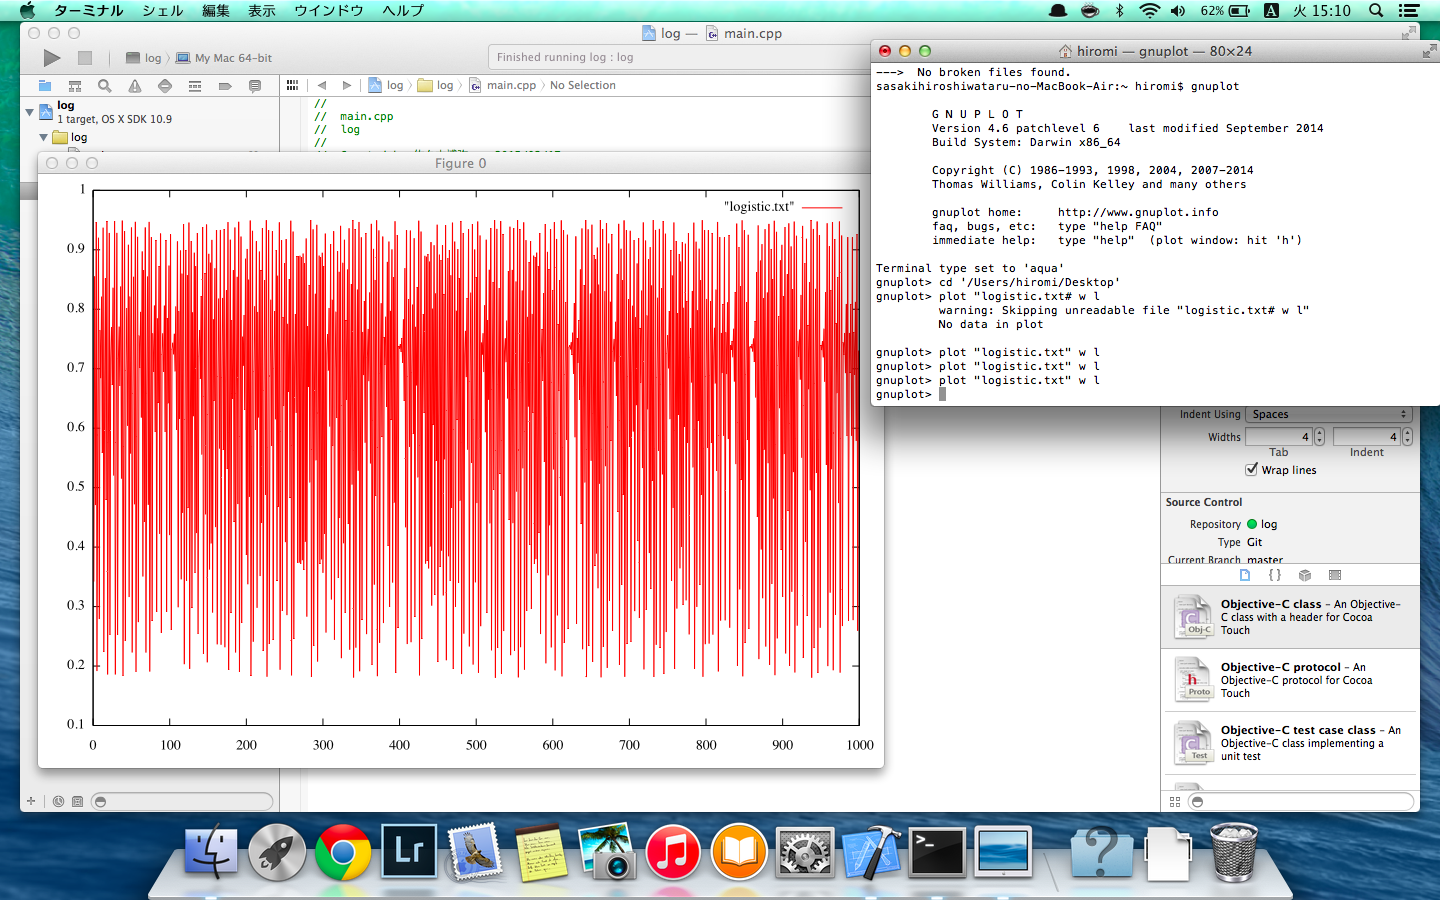 ターミナル シェル 編集 表示 ウインドウ ヘルプ
62% A 火 15:10
log — main.cpp
log 〉 My Mac 64-bit
Finished running log : log
log 〉 log 〉 main.cpp 〉 No Selection
log
1 target, OS X SDK 10.9
log
//
// main.cpp
// log
//
Figure 0
"logistic.txt"
1
0.9
0.8
0.7
0.6
0.5
0.4
0.3
0.2
0.1
0 100 200 300 400 500 600 700 800 900 1000
hiromi — gnuplot — 80×24
---> No broken files found.
sasakihiroshiwataru-no-MacBook-Air:~ hiromi$ gnuplot
G N U P L O T
Version 4.6 patchlevel 6 last modified September 2014
Build System: Darwin x86_64
Copyright (C) 1986-1993, 1998, 2004, 2007-2014
Thomas Williams, Colin Kelley and many others
gnuplot home: http://www.gnuplot.info
faq, bugs, etc: type "help FAQ"
immediate help: type "help" (plot window: hit 'h')
Terminal type set to 'aqua'
gnuplot> cd '/Users/hiromi/Desktop'
gnuplot> plot "logistic.txt# w l
warning: Skipping unreadable file "logistic.txt# w l"
No data in plot
gnuplot> plot "logistic.txt" w l
gnuplot> plot "logistic.txt" w l
gnuplot> plot "logistic.txt" w l
gnuplot>
Indent Using Spaces
Widths 4 4
Tab Indent
Wrap lines
Source Control
Repository log
Type Git
Current Branch master
{ }
Objective-C class – An Objective-
C class with a header for Cocoa
Touch
Obj-C
Objective-C protocol – An
Objective-C protocol for Cocoa
Touch
h
Proto
Objective-C test case class – An
Objective-C class implementing a
unit test
C
Test
Lr
>_
?